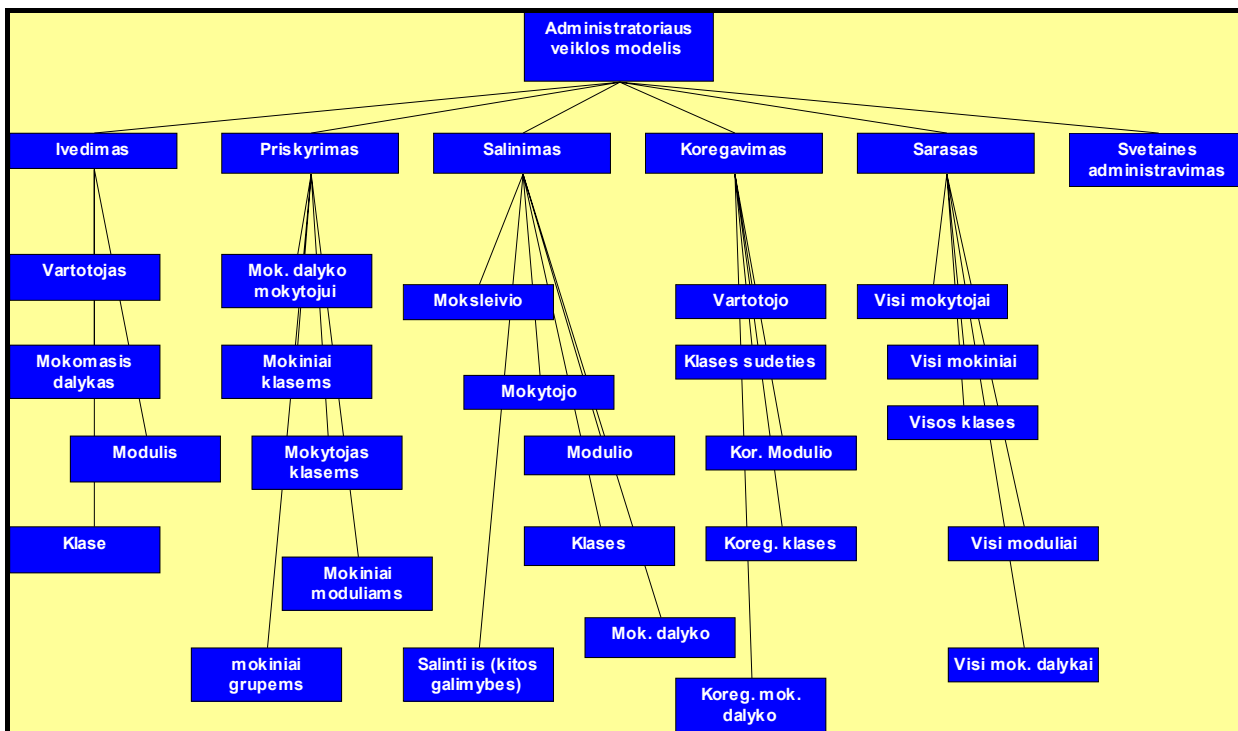 Administratoriaus
veiklos modelis
Ivedimas
Priskyrimas
Salinimas
Koregavimas
Sarasas
Svetaines
administravimas
Vartotojas
Mokomasis
dalykas
Modulis
Klase
Mok. dalyko
mokytojui
Mokiniai
klasems
Mokytojas
klasems
Mokiniai
moduliams
mokiniai
grupems
Moksleivio
Mokytojo
Modulio
Klases
Mok. dalyko
Salinti is (kitos
galimybes)
Vartotojo
Klases sudeties
Kor. Modulio
Koreg. klases
Koreg. mok.
dalyko
Visi mokytojai
Visi mokiniai
Visos klases
Visi moduliai
Visi mok. dalykai